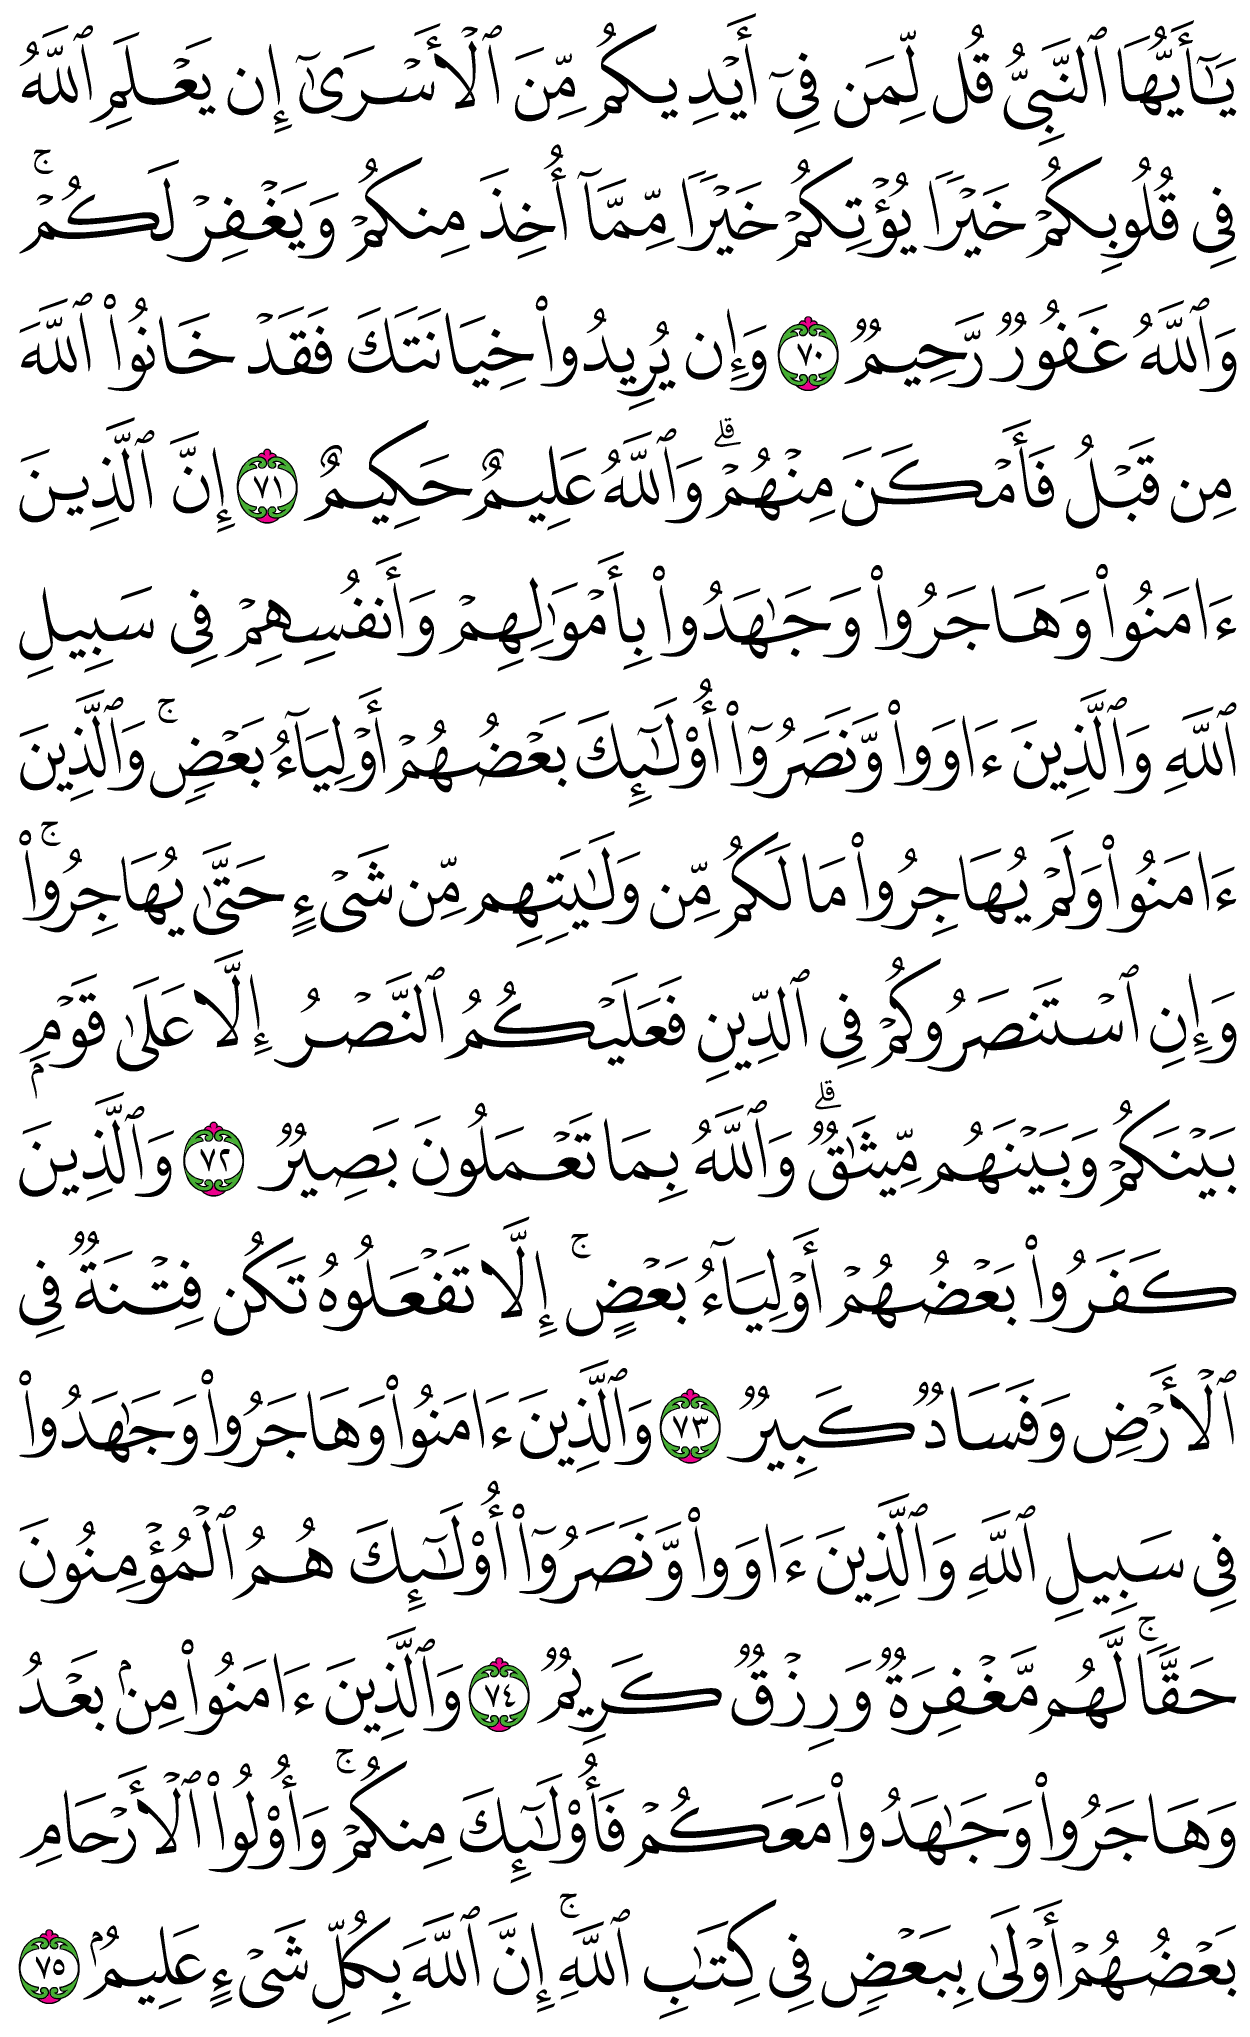 يَٰٓأَيُّهَا ٱلنَّبِيُّ قُل لِّمَن فِيٓ أَيۡدِيكُم مِّنَ ٱلۡأَسۡرَىٰٓ إِن يَعۡلَمِ ٱللَّهُ
فِي قُلُوبِكُمۡ خَيۡرٗا يُؤۡتِكُمۡ خَيۡرٗا مِّمَّآ أُخِذَ مِنكُمۡ وَيَغۡفِرۡ لَكُمۡۚ
وَٱللَّهُ غَفُورٞ رَّحِيمٞ ٧٠ وَإِن يُرِيدُواْ خِيَانَتَكَ فَقَدۡ خَانُواْ ٱللَّهَ
مِن قَبۡلُ فَأَمۡكَنَ مِنۡهُمۡۗ وَٱللَّهُ عَلِيمٌ حَكِيمٌ ٧١ إِنَّ ٱلَّذِينَ
ءَامَنُواْ وَهَاجَرُواْ وَجَٰهَدُواْ بِأَمۡوَٰلِهِمۡ وَأَنفُسِهِمۡ فِي سَبِيلِ
ٱللَّهِ وَٱلَّذِينَ ءَاوَواْ وَّنَصَرُوٓاْ أُوْلَٰٓئِكَ بَعۡضُهُمۡ أَوۡلِيَآءُ بَعۡضٖۚ وَٱلَّذِينَ
ءَامَنُواْ وَلَمۡ يُهَاجِرُواْ مَا لَكُم مِّن وَلَٰيَتِهِم مِّن شَيۡءٍ حَتَّىٰ يُهَاجِرُواْۚ
وَإِنِ ٱسۡتَنصَرُوكُمۡ فِي ٱلدِّينِ فَعَلَيۡكُمُ ٱلنَّصۡرُ إِلَّا عَلَىٰ قَوۡمِۭ
بَيۡنَكُمۡ وَبَيۡنَهُم مِّيثَٰقٞۗ وَٱللَّهُ بِمَا تَعۡمَلُونَ بَصِيرٞ ٧٢ وَٱلَّذِينَ
كَفَرُواْ بَعۡضُهُمۡ أَوۡلِيَآءُ بَعۡضٍۚ إِلَّا تَفۡعَلُوهُ تَكُن فِتۡنَةٞ فِي
ٱلۡأَرۡضِ وَفَسَادٞ كَبِيرٞ ٧٣ وَٱلَّذِينَ ءَامَنُواْ وَهَاجَرُواْ وَجَٰهَدُواْ
فِي سَبِيلِ ٱللَّهِ وَٱلَّذِينَ ءَاوَواْ وَّنَصَرُوٓاْ أُوْلَٰٓئِكَ هُمُ ٱلۡمُؤۡمِنُونَ
حَقّٗاۚ لَّهُم مَّغۡفِرَةٞ وَرِزۡقٞ كَرِيمٞ ٧٤ وَٱلَّذِينَ ءَامَنُواْ مِنۢ بَعۡدُ
وَهَاجَرُواْ وَجَٰهَدُواْ مَعَكُمۡ فَأُوْلَٰٓئِكَ مِنكُمۡۚ وَأُوْلُواْ ٱلۡأَرۡحَامِ
بَعۡضُهُمۡ أَوۡلَىٰ بِبَعۡضٖ فِي كِتَٰبِ ٱللَّهِۚ إِنَّ ٱللَّهَ بِكُلِّ شَيۡءٍ عَلِيمُۢ ٧٥